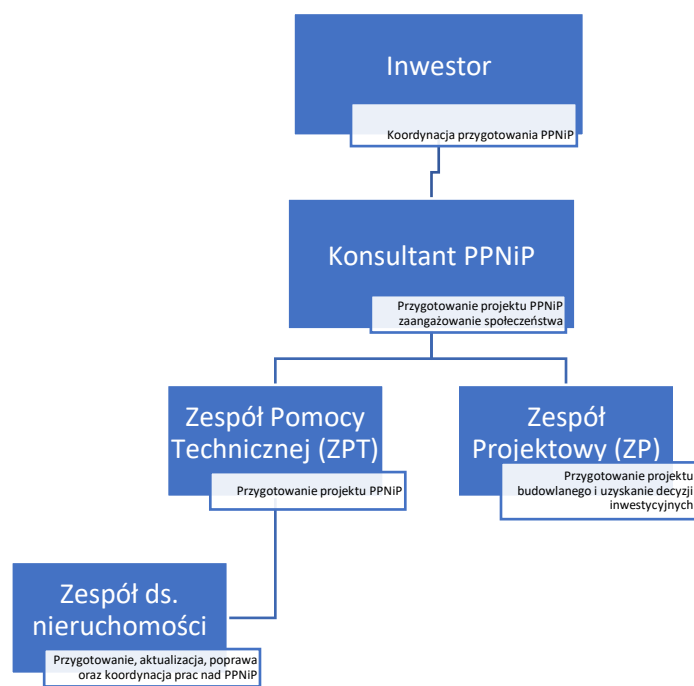 Inwestor
Koordynacja przygotowania PPNiP
Konsultant PPNiP
Przygotowanie projektu PPNiP
zaangażowanie społeczeństwa
Zespół Pomocy
Technicznej (ZPT)
Przygotowanie projektu PPNiP
Zespół
Projektowy (ZP)
Przygotowanie projektu
budowlanego i uzyskanie decyzji
inwestycyjnych
Zespół ds.
nieruchomości
Przygotowanie, aktualizacja, poprawa
oraz koordynacja prac nad PPNiP